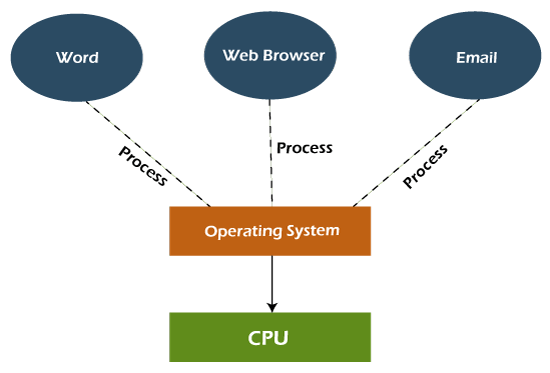 Word
Web Browser
Email
Process
Process
Process
Operating System
CPU